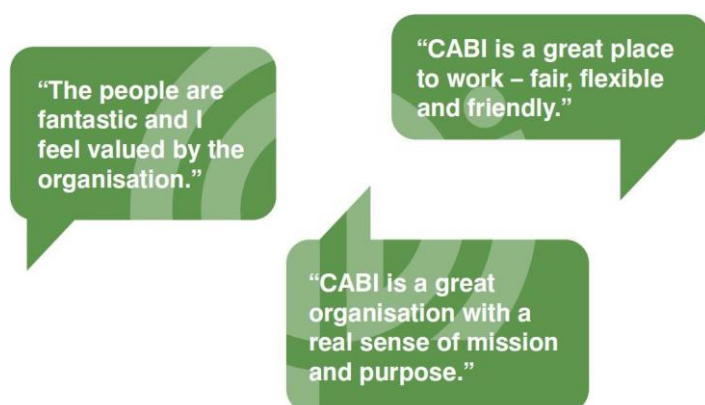 “The people are
fantastic and I
feel valued by the
organisation.”
“CABI is a great place
to work – fair, flexible
and friendly.”
“CABI is a great
organisation with a
real sense of mission
and purpose.”